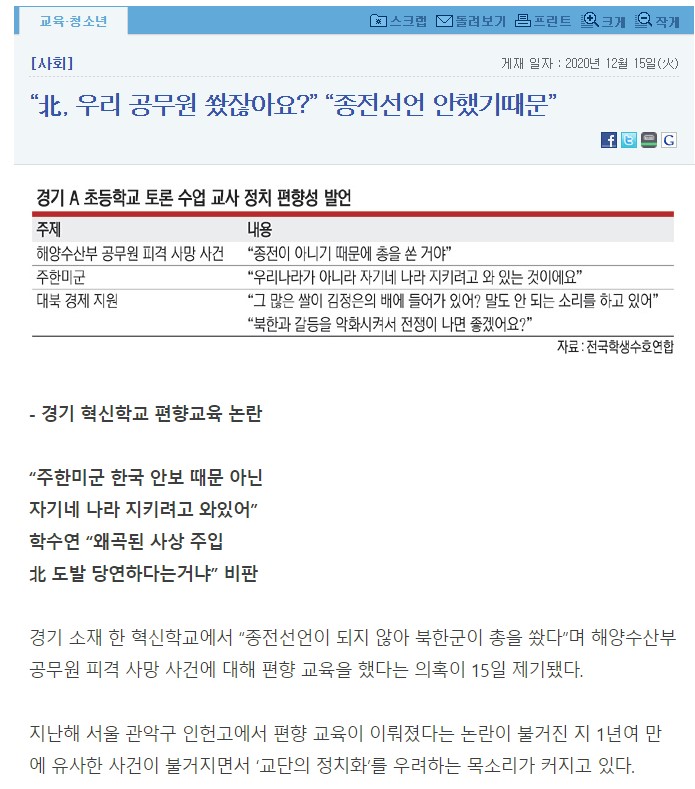 교육·청소년
스크랩 돌려보기 프린트 크게 작게
[사회]
게재 일자 : 2020년 12월 15일(火)
“北, 우리 공무원 쐈잖아요?” “종전선언 안했기때문”
f t G
경기 A 초등학교 토론 수업 교사 정치 편향성 발언
주제 내용
해양수산부 공무원 피격 사망 사건 “종전이 아니기 때문에 총을 쏜 거야”
주한미군 “우리나라가 아니라 자기네 나라 지키려고 와 있는 것이에요”
대북 경제 지원 “그 많은 쌀이 김정은의 배에 들어가 있어? 말도 안 되는 소리를 하고 있어”
“북한과 갈등을 악화시켜서 전쟁이 나면 좋겠어요?”
자료 : 전국학생수호연합
- 경기 혁신학교 편향교육 논란
“주한미군 한국 안보 때문 아닌
자기네 나라 지키려고 와있어”
학수연 “왜곡된 사상 주입
北 도발 당연하다는거냐” 비판
경기 소재 한 혁신학교에서 “종전선언이 되지 않아 북한군이 총을 쐈다”며 해양수산부
공무원 피격 사망 사건에 대해 편향 교육을 했다는 의혹이 15일 제기됐다.
지난해 서울 관악구 인헌고에서 편향 교육이 이뤄졌다는 논란이 불거진 지 1년여 만
에 유사한 사건이 불거지면서 ‘교단의 정치화’를 우려하는 목소리가 커지고 있다.